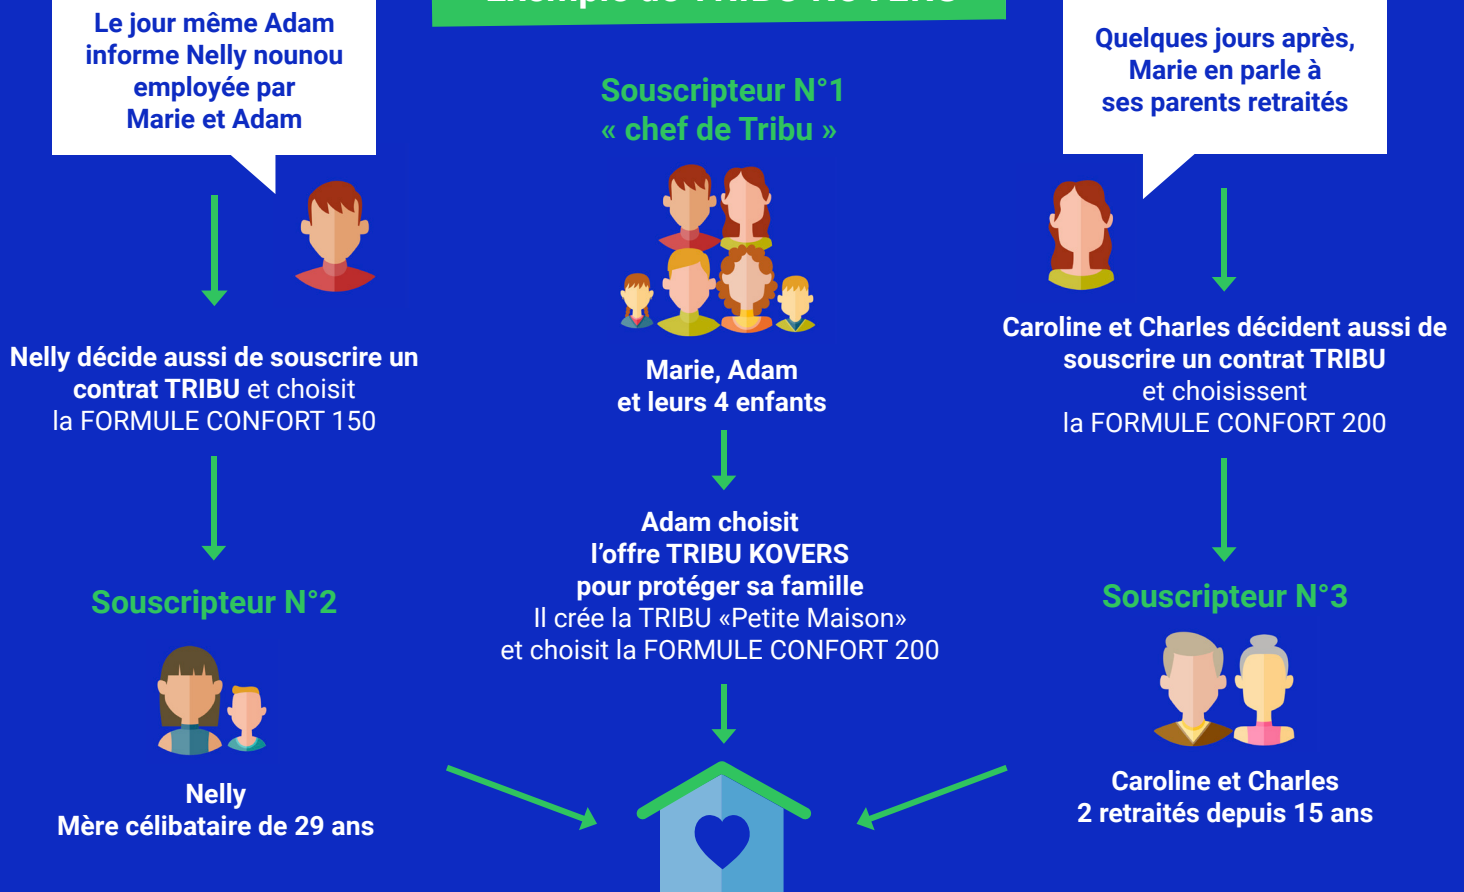 Le jour même Adam
informe Nelly nounou
employée par
Marie et Adam
Nelly décide aussi de souscrire un
contrat TRIBU et choisit
la FORMULE CONFORT 150
Souscripteur N°2
Nelly
Mère célibataire de 29 ans
Souscripteur N°1
« chef de Tribu »
Marie, Adam
et leurs 4 enfants
Adam choisit
l’offre TRIBU KOVERS
pour protéger sa famille
Il crée la TRIBU «Petite Maison»
et choisit la FORMULE CONFORT 200
Quelques jours après,
Marie en parle à
ses parents retraités
Caroline et Charles décident aussi de
souscrire un contrat TRIBU
et choisissent
la FORMULE CONFORT 200
Souscripteur N°3
Caroline et Charles
2 retraités depuis 15 ans